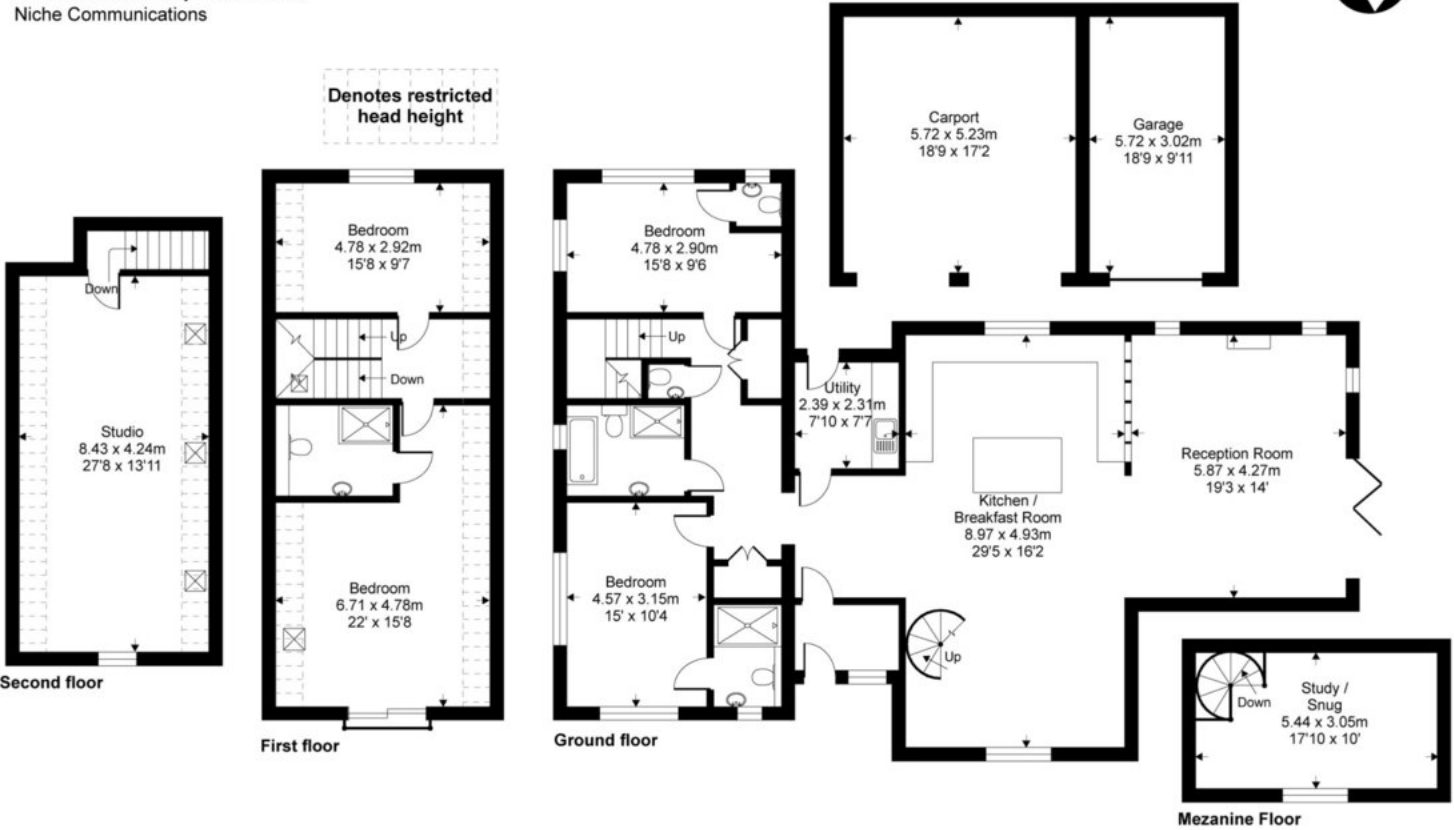 Niche Communications
Denotes restricted
head height
Carport
5.72 x 5.23m
18'9 x 17'2
Garage
5.72 x 3.02m
18'9 x 9'11
Bedroom
4.78 x 2.92m
15'8 x 9'7
Bedroom
4.78 x 2.90m
15'8 x 9'6
Down
Up
Down
Up
Utility
2.39 x 2.31m
7'10 x 7'7
Studio
8.43 x 4.24m
27'8 x 13'11
Reception Room
5.87 x 4.27m
19'3 x 14'
Kitchen /
Breakfast Room
8.97 x 4.93m
29'5 x 16'2
Bedroom
6.71 x 4.78m
22' x 15'8
Bedroom
4.57 x 3.15m
15' x 10'4
Up
Second floor
First floor
Ground floor
Study /
Snug
5.44 x 3.05m
17'10 x 10'
Down
Mezanine Floor